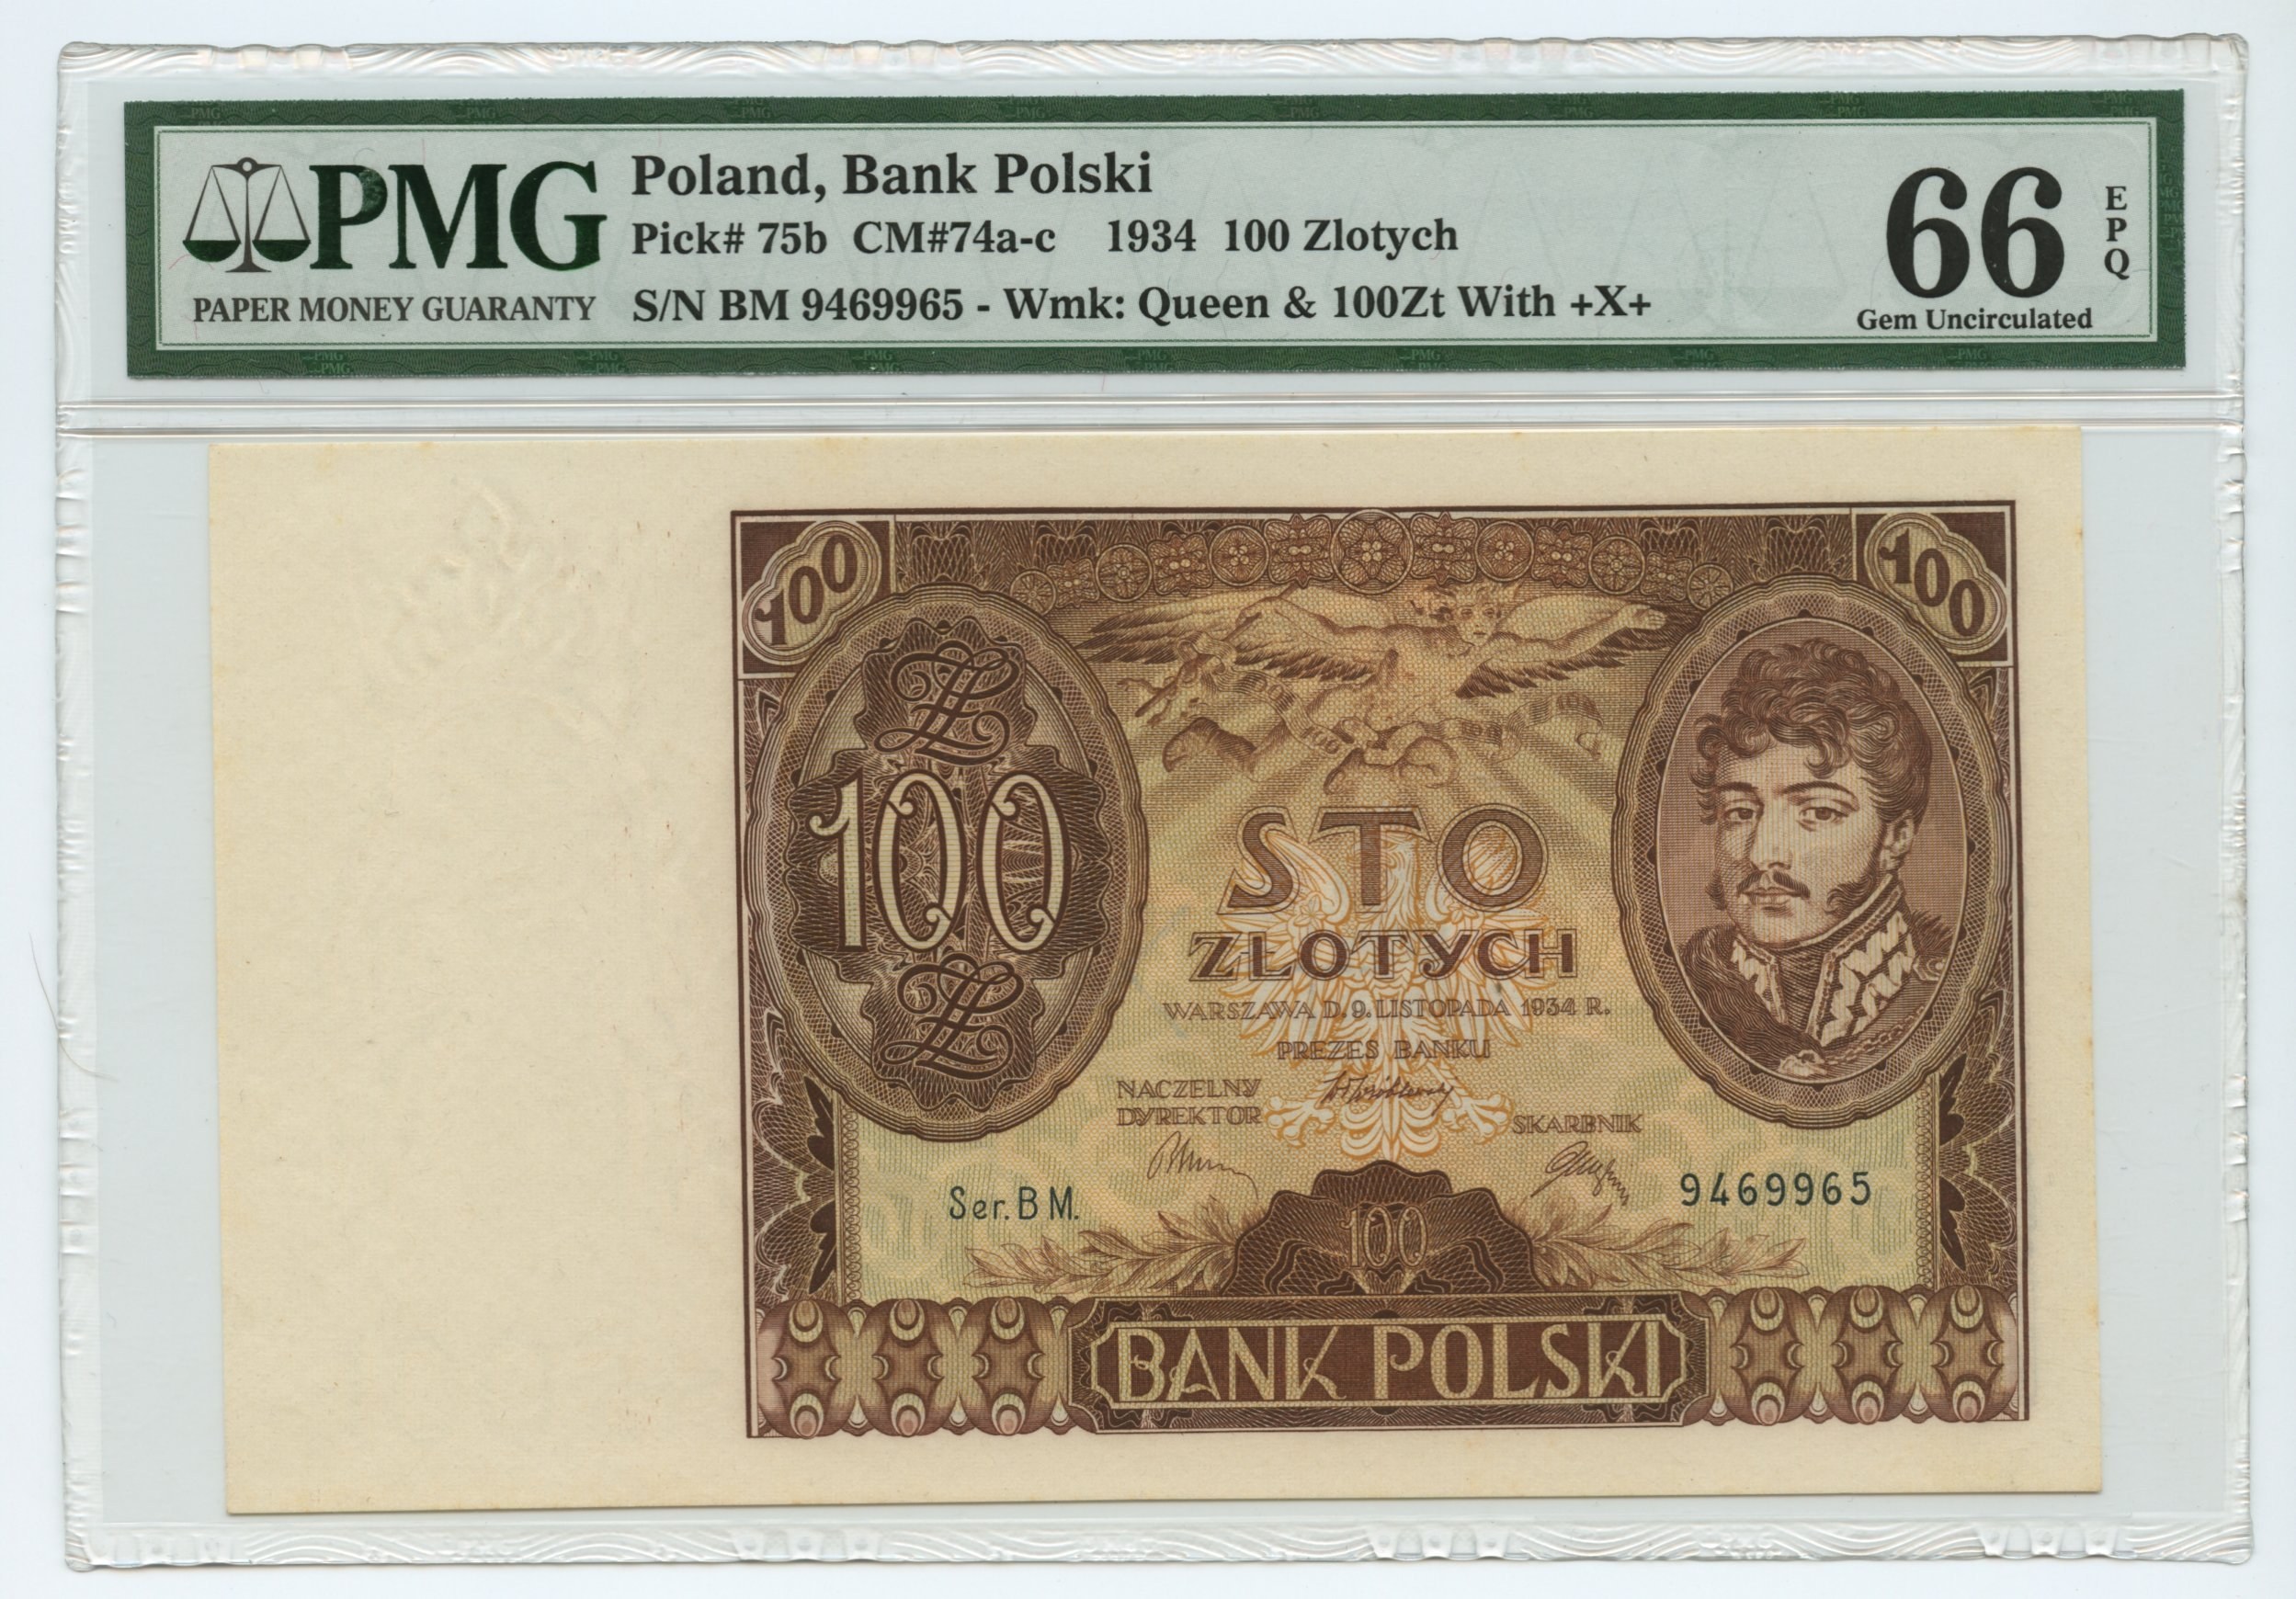 PMG
PAPER MONEY GUARANTY
Poland, Bank Polski
Pick# 75b CM#74a-c 1934 100 Zlotych
S/N BM 9469965 - Wmk: Queen & 100Zt With +X+
66
EPQ
Gem Uncirculated
100
100
100
STO
ZŁOTYCH
WARSZAWA D. 9. LISTOPADA 1934 R.
PREZES BANKU
NACZELNY
DYREKTOR
SKARBNIK
Ser. B M.
9469965
100
BANK POLSKI